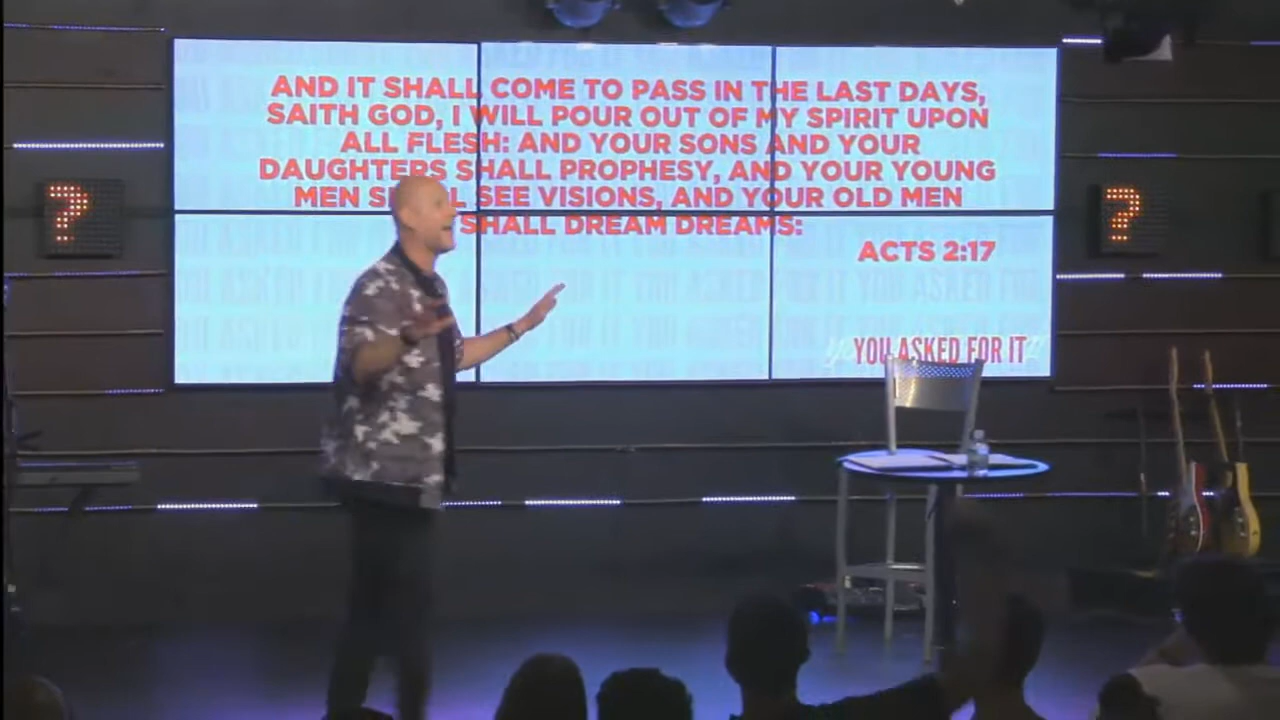 AND IT SHALL COME TO PASS IN THE LAST DAYS,
SAITH GOD, I WILL POUR OUT OF MY SPIRIT UPON
ALL FLESH: AND YOUR SONS AND YOUR
DAUGHTERS SHALL PROPHESY, AND YOUR YOUNG
MEN SHALL SEE VISIONS, AND YOUR OLD MEN
SHALL DREAM DREAMS:
ACTS 2:17
?
?
YOU ASKED FOR IT